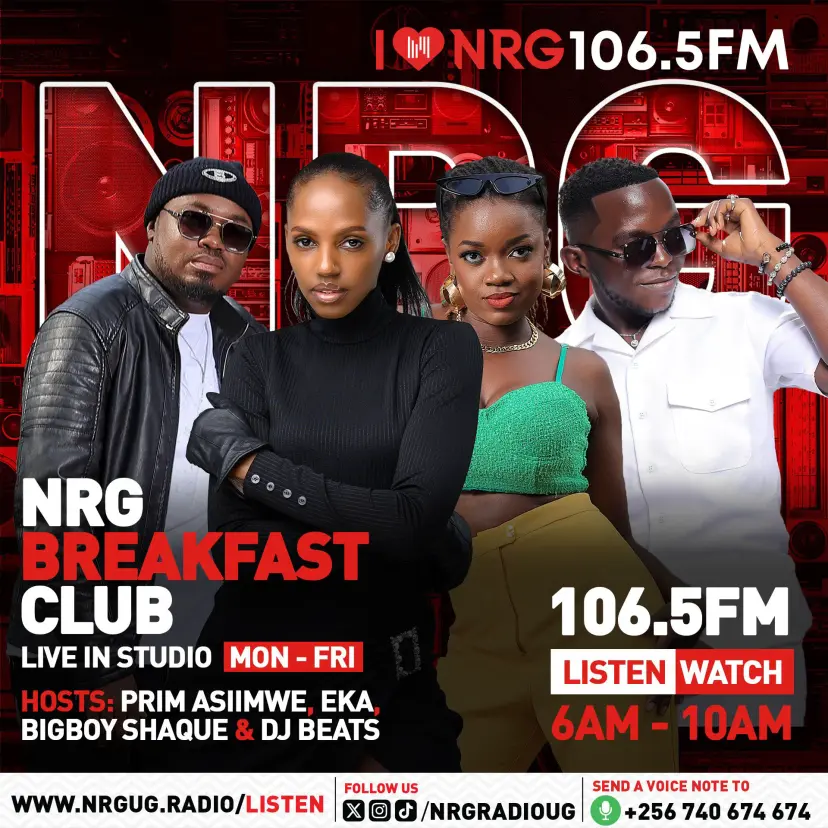 I NRG106.5FM
NRG
NRG
BREAKFAST
CLUB
LIVE IN STUDIO MON - FRI
HOSTS: PRIM ASIIMWE, EKA,
BIGBOY SHAQUE & DJ BEATS
106.5FM
LISTEN WATCH
6AM - 10AM
WWW.NRGUG.RADIO/LISTEN
FOLLOW US
/NRGRADIOUG
SEND A VOICE NOTE TO
+256 740 674 674